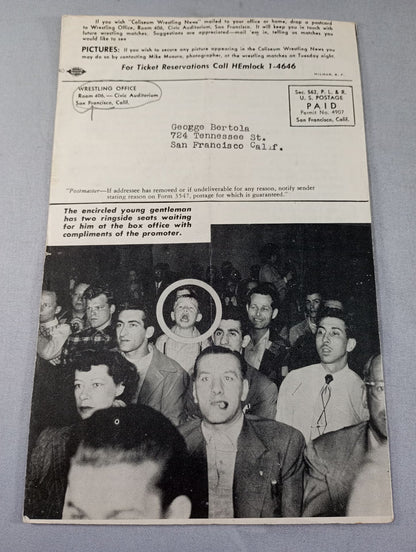 If you wish "Coliseum Wrestling News" mailed to your office or home, drop a postcard
to Wrestling Office, Room 406, Civic Auditorium, San Francisco. It will keep you in touch with
future wrestling matches. Suggestions are appreciated—mail 'em in, telling us matches you
would like to see
PICTURES: If you wish to secure any picture appearing in the Coliseum Wrestling News you
may do so by contacting Mike Musura, photographer, at the wrestling matches on Tuesday night.
For Ticket Reservations Call HEmlock 1-4646
WRESTLING OFFICE
Room 406,—Civic Auditorium
San Francisco, Calif.
Sec. 562, P. L. & R.
U. S. POSTAGE
PAID
Permit No. 4907
San Francisco, Calif.
George Bertola
724 Tennessee St.
San Francisco Calif.
"Postmaster—If addressee has removed or if undeliverable for any reason, notify sender
stating reason on Form 3547, postage for which is guaranteed."
The encircled young gentleman
has two ringside seats waiting
for him at the box office with
compliments of the promoter.